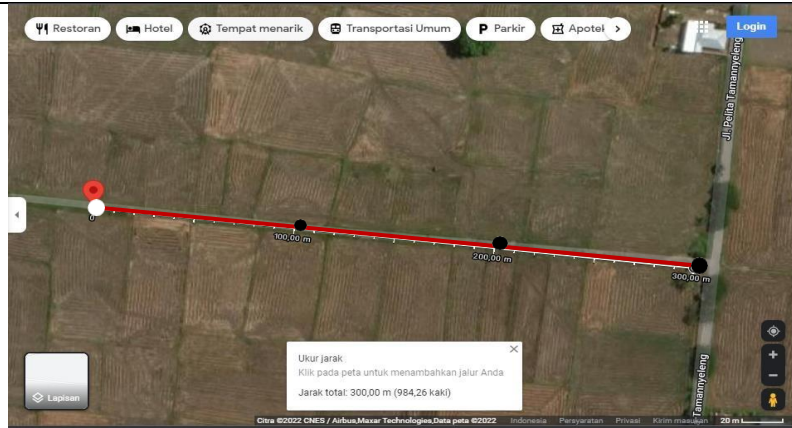 Restoran
Hotel
Tempat menarik
Transportasi Umum
P Parkir
Apotek
Login
Jl. Pelita Tamannyeleng
0
100,00 m
200,00 m
300,00 m
Ukur jarak
Klik pada peta untuk menambahkan jalur Anda
Jarak total: 300,00 m (984,26 kaki)
Tamannyeleng
Lapisan
Citra ©2022 CNES / Airbus,Maxar Technologies,Data peta ©2022 Indonesia Persyaratan Privasi Kirim masukan 20 m